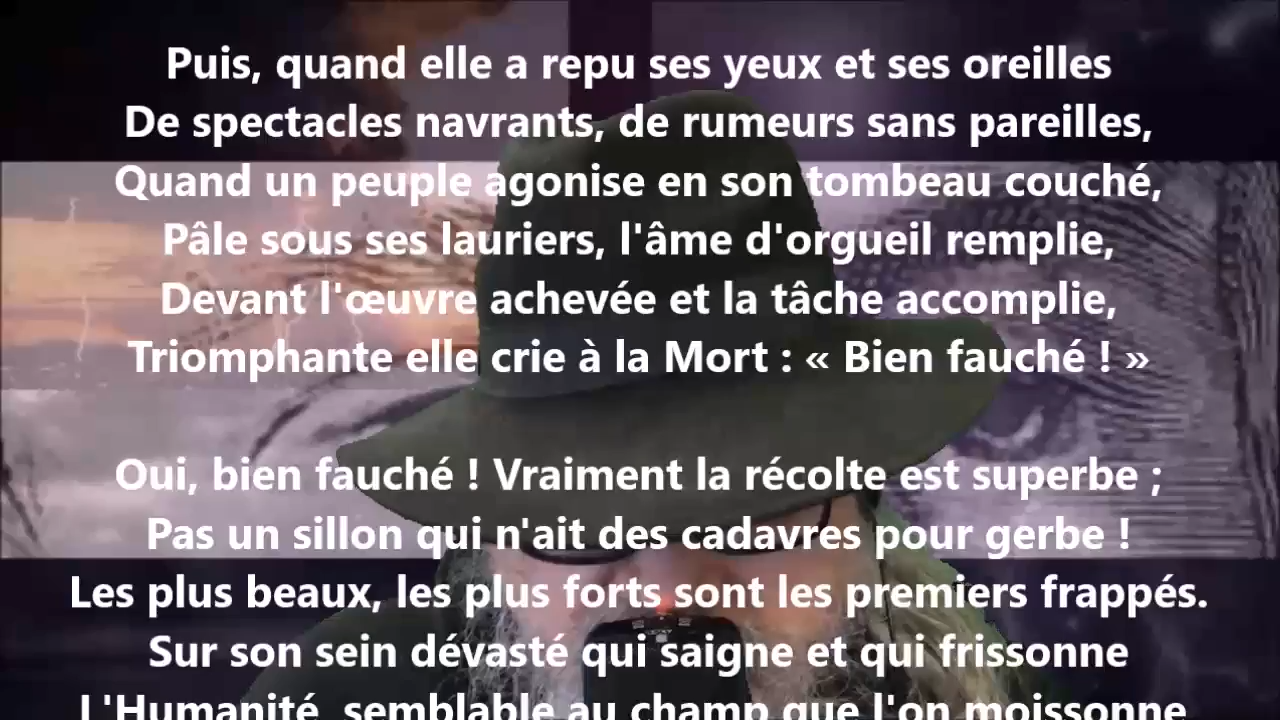 Puis, quand elle a repu ses yeux et ses oreilles
De spectacles navrants, de rumeurs sans pareilles,
Quand un peuple agonise en son tombeau couché,
Pâle sous ses lauriers, l'âme d'orgueil remplie,
Devant l'œuvre achevée et la tâche accomplie,
Triomphante elle crie à la Mort : « Bien fauché ! »
Oui, bien fauché ! Vraiment la récolte est superbe ;
Pas un sillon qui n'ait des cadavres pour gerbe !
Les plus beaux, les plus forts sont les premiers frappés.
Sur son sein dévasté qui saigne et qui frissonne
L'Humanité, semblable au champ que l'on moissonne